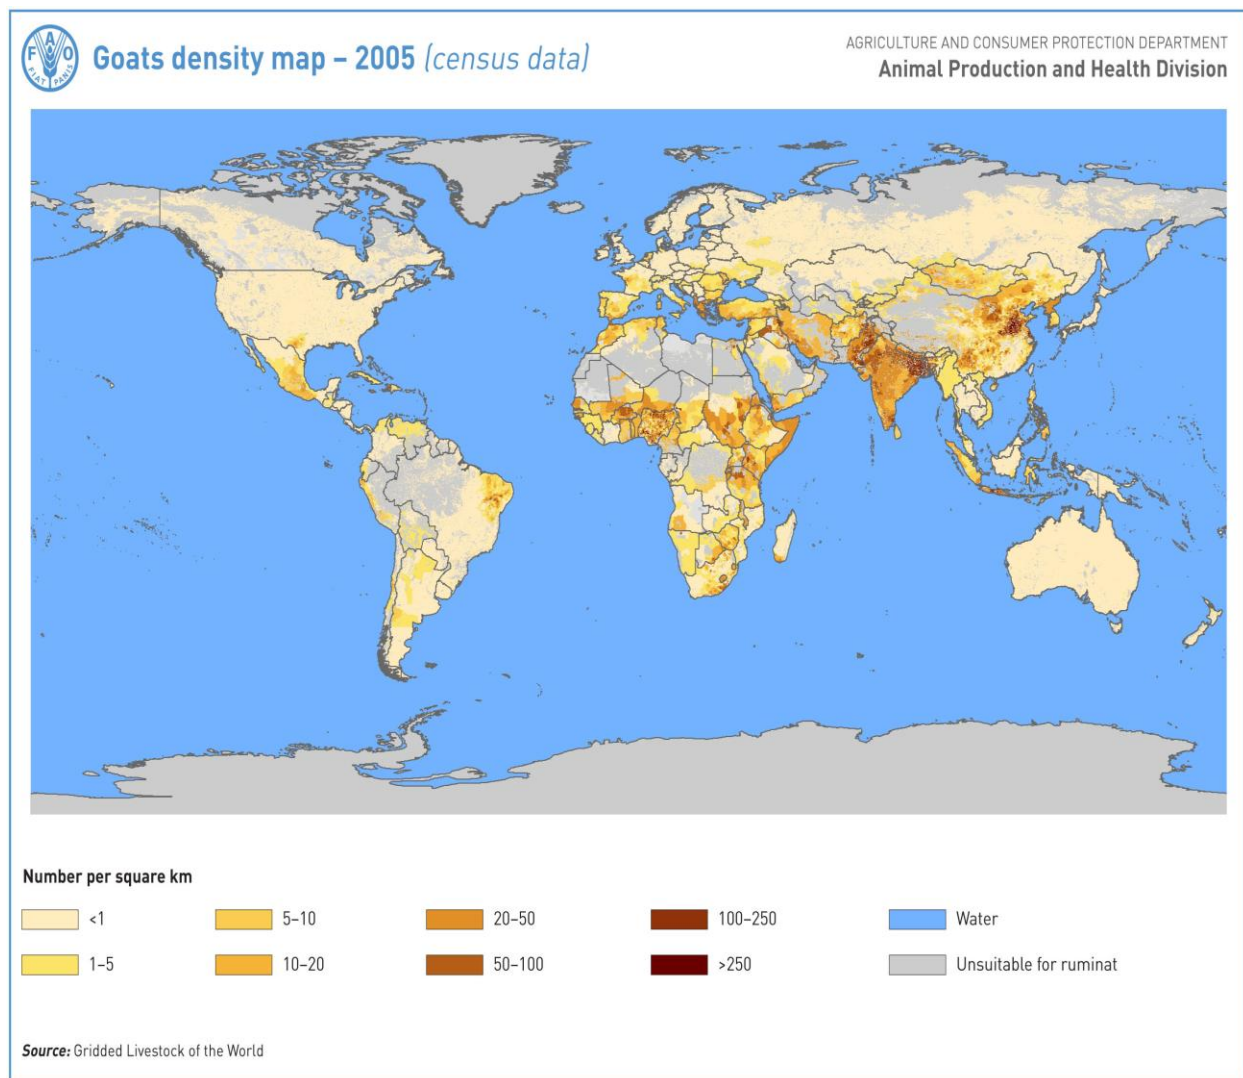 F A O
FIAT PANIS
Goats density map – 2005 (census data)
AGRICULTURE AND CONSUMER PROTECTION DEPARTMENT
Animal Production and Health Division
Number per square km
<1
5–10
20–50
100–250
Water
1–5
10–20
50–100
>250
Unsuitable for ruminat
Source: Gridded Livestock of the World